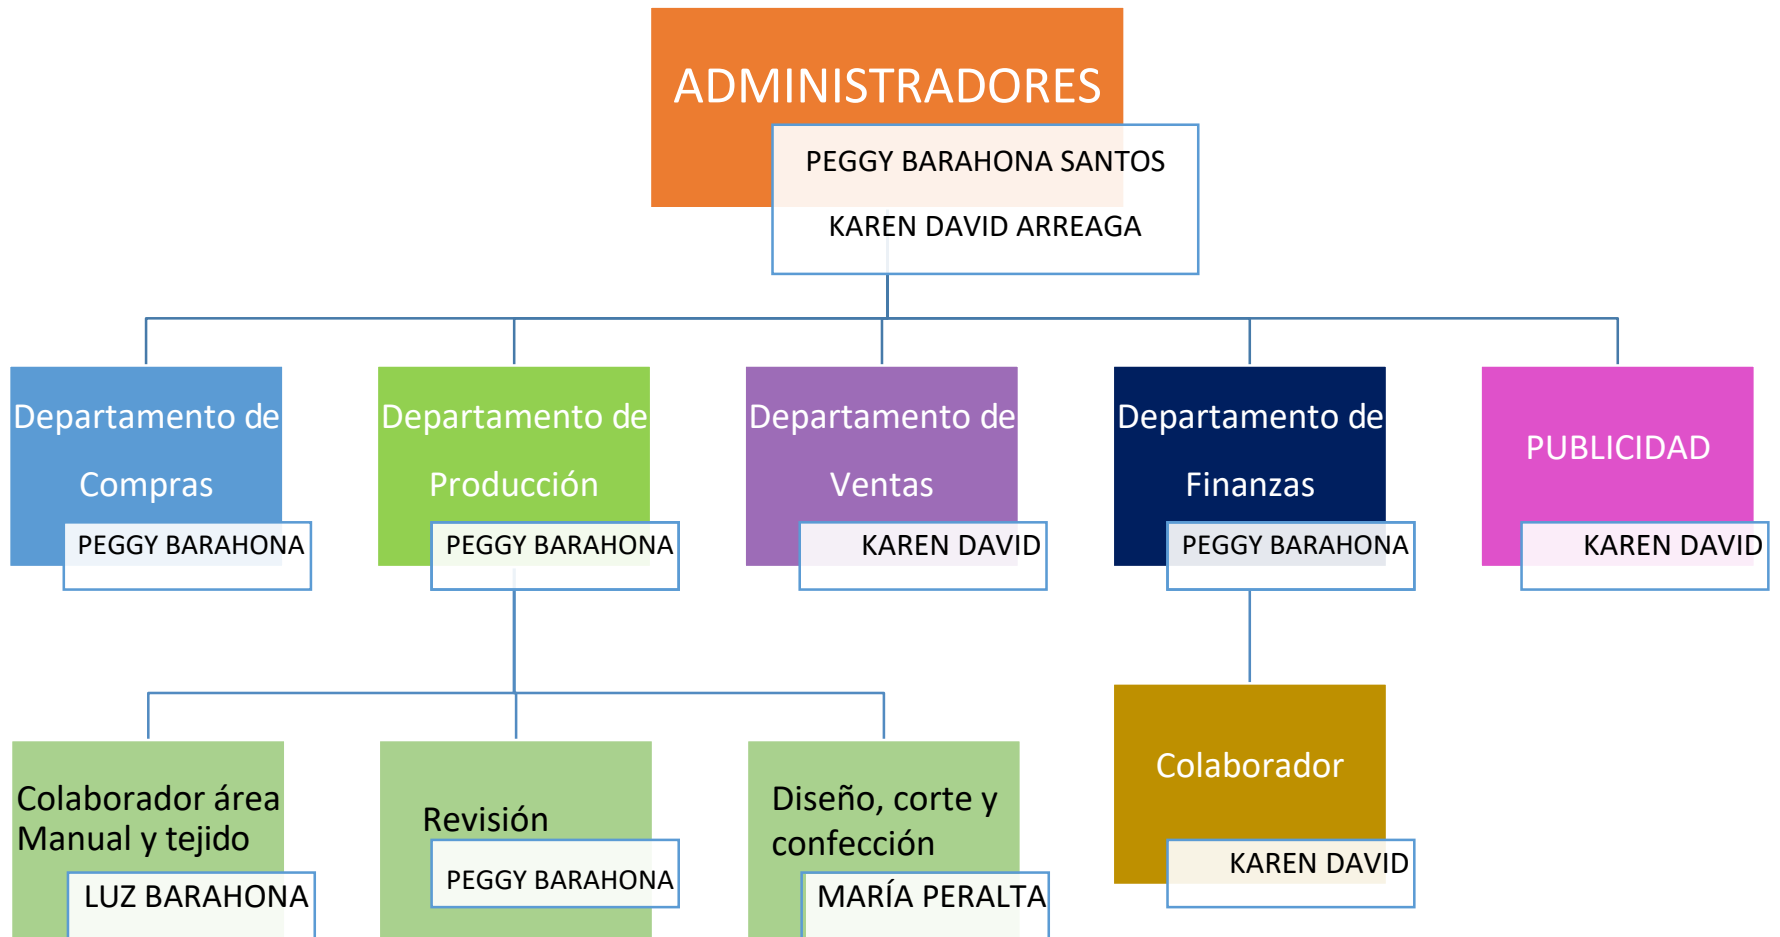 ADMINISTRADORES
PEGGY BARAHONA SANTOS
KAREN DAVID ARREAGA
Departamento de
Compras
PEGGY BARAHONA
Departamento de
Producción
PEGGY BARAHONA
Departamento de
Ventas
KAREN DAVID
Departamento de
Finanzas
PEGGY BARAHONA
PUBLICIDAD
KAREN DAVID
Colaborador área
Manual y tejido
LUZ BARAHONA
Revisión
PEGGY BARAHONA
Diseño, corte y
confección
MARÍA PERALTA
Colaborador
KAREN DAVID